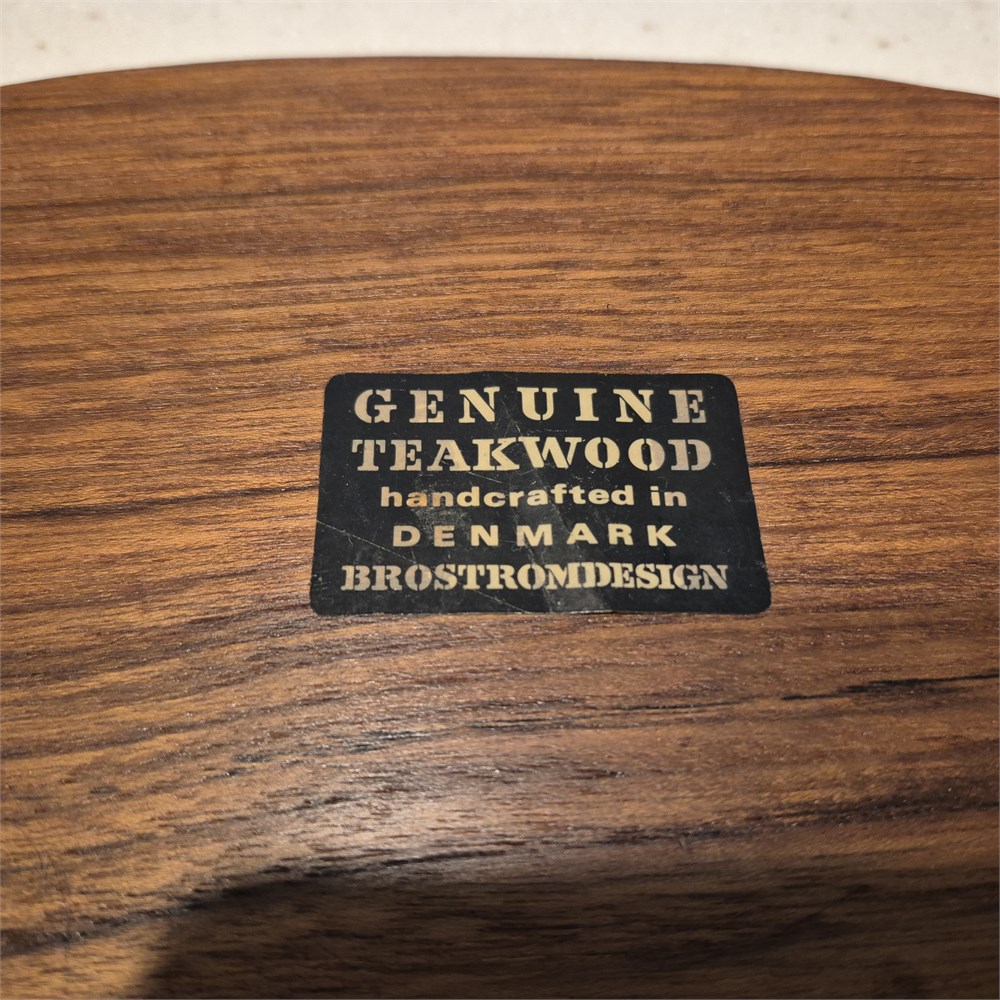 GENUINE
TEAKWOOD
handcrafted in
DENMARK
BROSTROMDESIGN